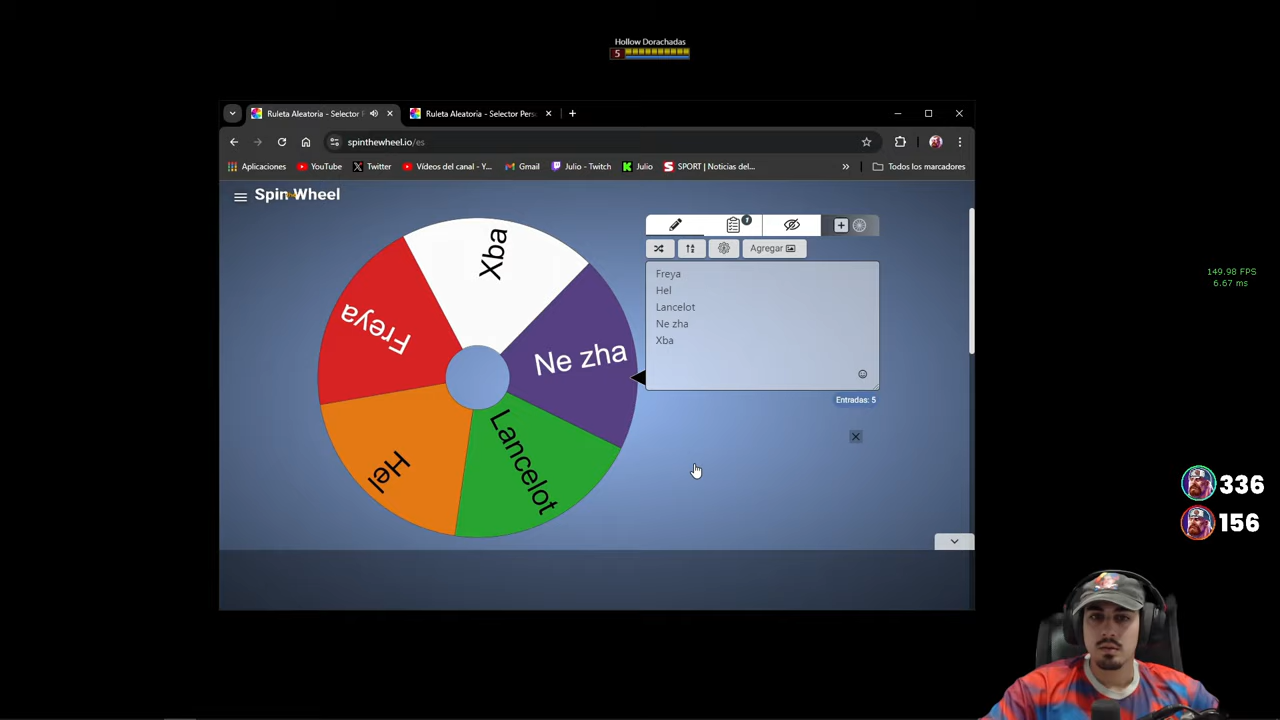 Hollow Dorachadas
5
Ruleta Aleatoria - Selector P
Ruleta Aleatoria - Selector Pers
spinthewheel.io/es
Aplicaciones
YouTube
Twitter
Vídeos del canal - Y...
Gmail
Julio - Twitch
Julio
SPORT | Noticias del...
»
Todos los marcadores
Spin Wheel
7
Agregar
Freya
Hel
Lancelot
Ne zha
Xba
Entradas: 5
Xba
Freya
Ne zha
Hel
Lancelot
149.98 FPS
6.67 ms
336
156